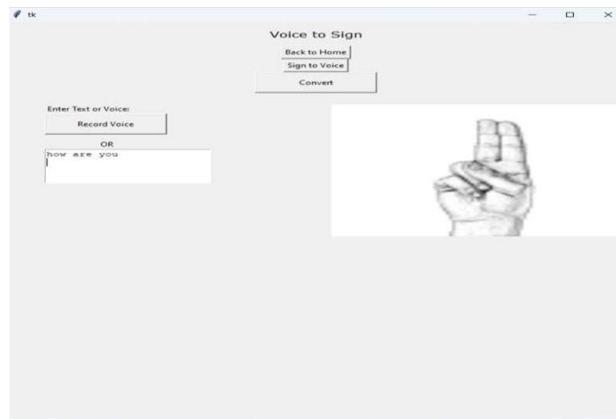 tk
Voice to Sign
Back to Home
Sign to Voice
Convert
Enter Text or Voice:
Record Voice
OR
how are you